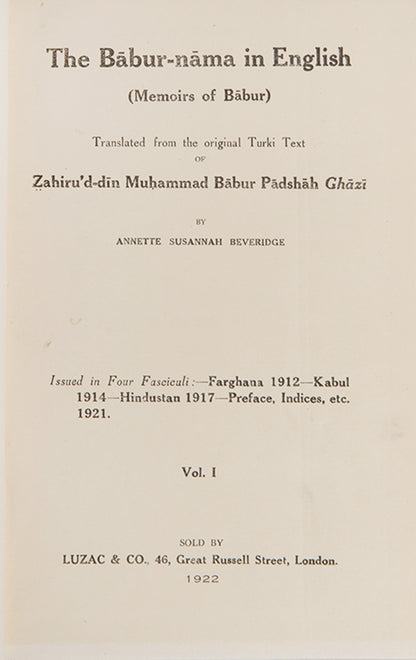 The Bābur-nāma in English
(Memoirs of Bābur)
Translated from the original Turki Text
OF
Ẓahiru'd-dīn Muḥammad Bābur Pādshāh Ghāzī
BY
ANNETTE SUSANNAH BEVERIDGE
Issued in Four Fasciculi:—Farghana 1912—Kabul
1914—Hindustan 1917—Preface, Indices, etc.
1921.
Vol. I
SOLD BY
LUZAC & CO., 46, Great Russell Street, London.
1922